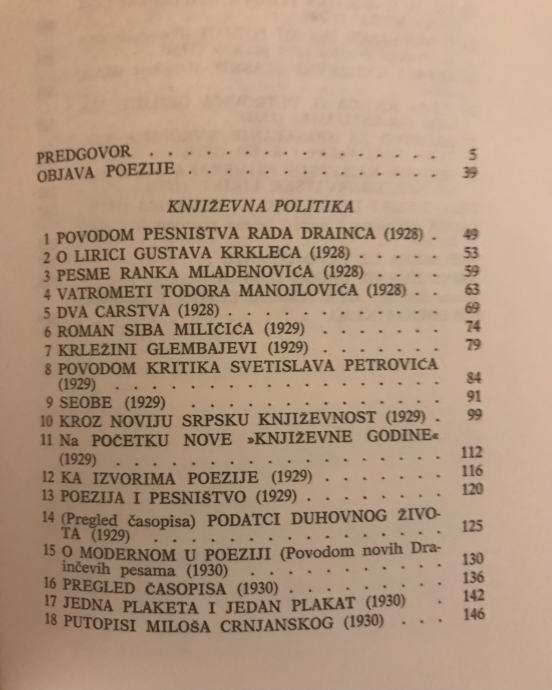 PREDGOVOR . . . . . . . . . . . . . . . 5
OBJAVA POEZIJE . . . . . . . . . . . . . 39
KNJIŽEVNA POLITIKA
1 POVODOM PESNIŠTVA RADA DRAINCA (1928) . 49
2 O LIRICI GUSTAVA KRKLECA (1928) . . . . . 53
3 PESME RANKA MLADENOVIĆA (1928) . . . . 59
4 VATROMETI TODORA MANOJLOVIĆA (1928) . . 63
5 DVA CARSTVA (1928) . . . . . . . . . . . 69
6 ROMAN SIBA MILIČIĆA (1929) . . . . . . . 74
7 KRLEŽINI GLEMBAJEVI (1929) . . . . . . . 79
8 POVODOM KRITIKA SVETISLAVA PETROVIĆA
(1929) . . . . . . . . . . . . . . . . . 84
9 SEOBE (1929) . . . . . . . . . . . . . . 91
10 KROZ NOVIJU SRPSKU KNJIŽEVNOST (1929) . 99
11 Na POČETKU NOVE »KNJIŽEVNE GODINE«
(1929) . . . . . . . . . . . . . . . . . 112
12 KA IZVORIMA POEZIJE (1929) . . . . . . . 116
13 POEZIJA I PESNIŠTVO (1929) . . . . . . . 120
14 (Pregled časopisa) PODATCI DUHOVNOG ŽIVO-
TA (1929) . . . . . . . . . . . . . . . 125
15 O MODERNOM U POEZIJI (Povodom novih Dra-
inčevih pesama (1930) . . . . . . . . . . 130
16 PREGLED ČASOPISA (1930) . . . . . . . . 136
17 JEDNA PLAKETA I JEDAN PLAKAT (1930) . 142
18 PUTOPISI MILOŠA CRNJANSKOG (1930) . . . 146